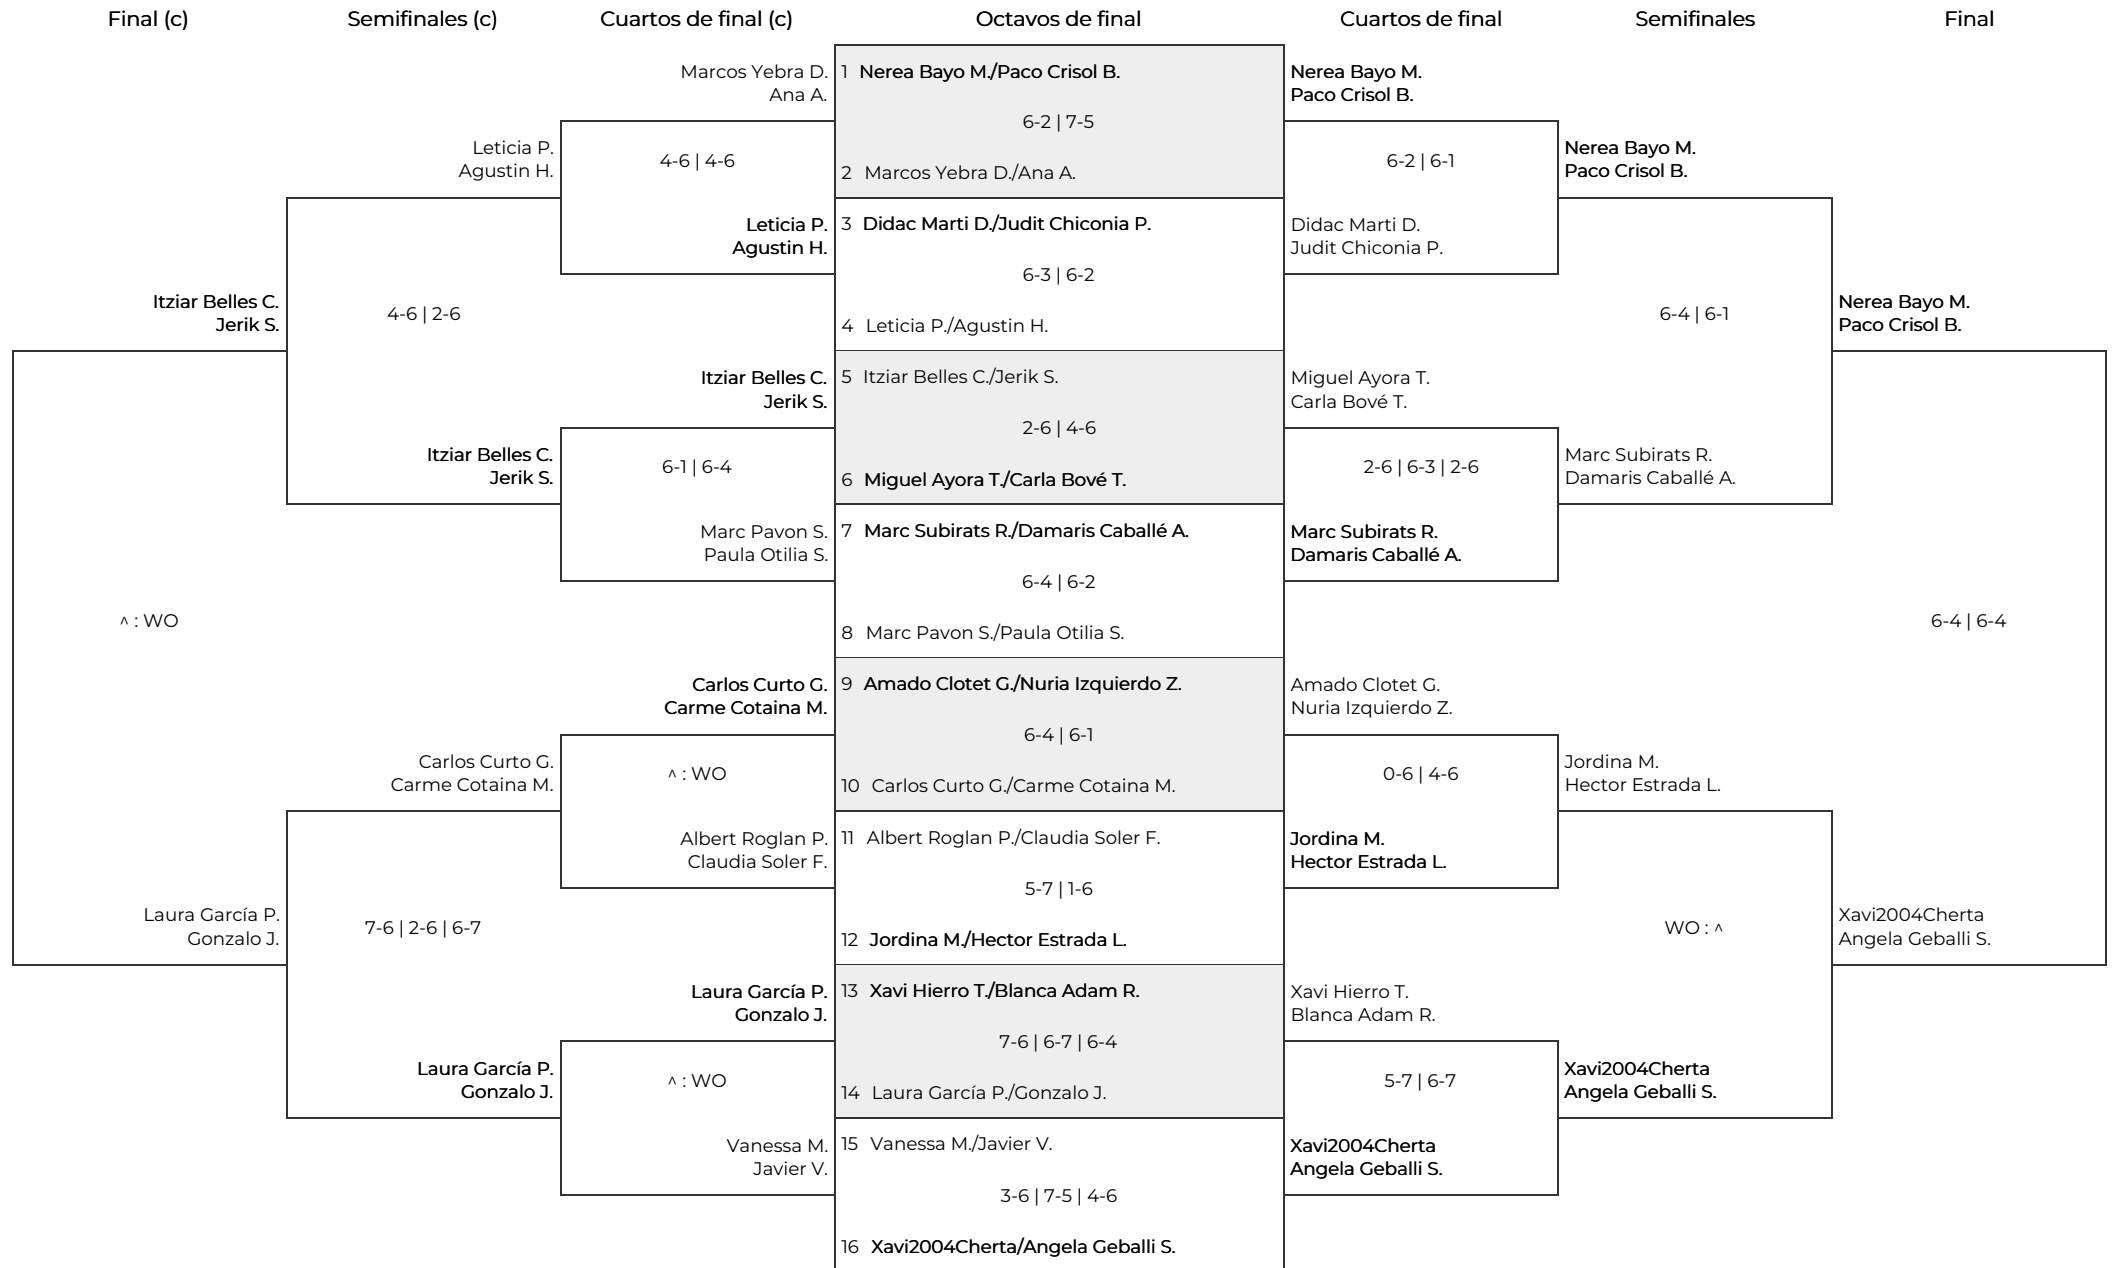 Final (c)
Semifinales (c)
Cuartos de final (c)
Octavos de final
Cuartos de final
Semifinales
Final
Itziar Belles C.
Jerik S.
^ : WO
Laura García P.
Gonzalo J.
Leticia P.
Agustin H.
4-6 | 2-6
Itziar Belles C.
Jerik S.
Carlos Curto G.
Carme Cotaina M.
7-6 | 2-6 | 6-7
Laura García P.
Gonzalo J.
Marcos Yebra D.
Ana A.
4-6 | 4-6
Leticia P.
Agustin H.
Itziar Belles C.
Jerik S.
6-1 | 6-4
Marc Pavon S.
Paula Otilia S.
Carlos Curto G.
Carme Cotaina M.
^ : WO
Albert Roglan P.
Claudia Soler F.
Laura García P.
Gonzalo J.
^ : WO
Vanessa M.
Javier V.
1 Nerea Bayo M./Paco Crisol B.
6-2 | 7-5
2 Marcos Yebra D./Ana A.
3 Didac Marti D./Judit Chiconia P.
6-3 | 6-2
4 Leticia P./Agustin H.
5 Itziar Belles C./Jerik S.
2-6 | 4-6
6 Miguel Ayora T./Carla Bové T.
7 Marc Subirats R./Damaris Caballé A.
6-4 | 6-2
8 Marc Pavon S./Paula Otilia S.
9 Amado Clotet G./Nuria Izquierdo Z.
6-4 | 6-1
10 Carlos Curto G./Carme Cotaina M.
11 Albert Roglan P./Claudia Soler F.
5-7 | 1-6
12 Jordina M./Hector Estrada L.
13 Xavi Hierro T./Blanca Adam R.
7-6 | 6-7 | 6-4
14 Laura García P./Gonzalo J.
15 Vanessa M./Javier V.
3-6 | 7-5 | 4-6
16 Xavi2004Cherta/Angela Geballi S.
Nerea Bayo M.
Paco Crisol B.
6-2 | 6-1
Didac Marti D.
Judit Chiconia P.
Miguel Ayora T.
Carla Bové T.
2-6 | 6-3 | 2-6
Marc Subirats R.
Damaris Caballé A.
Amado Clotet G.
Nuria Izquierdo Z.
0-6 | 4-6
Jordina M.
Hector Estrada L.
Xavi Hierro T.
Blanca Adam R.
5-7 | 6-7
Xavi2004Cherta
Angela Geballi S.
Nerea Bayo M.
Paco Crisol B.
6-4 | 6-1
Marc Subirats R.
Damaris Caballé A.
Jordina M.
Hector Estrada L.
WO : ^
Xavi2004Cherta
Angela Geballi S.
Nerea Bayo M.
Paco Crisol B.
6-4 | 6-4
Xavi2004Cherta
Angela Geballi S.